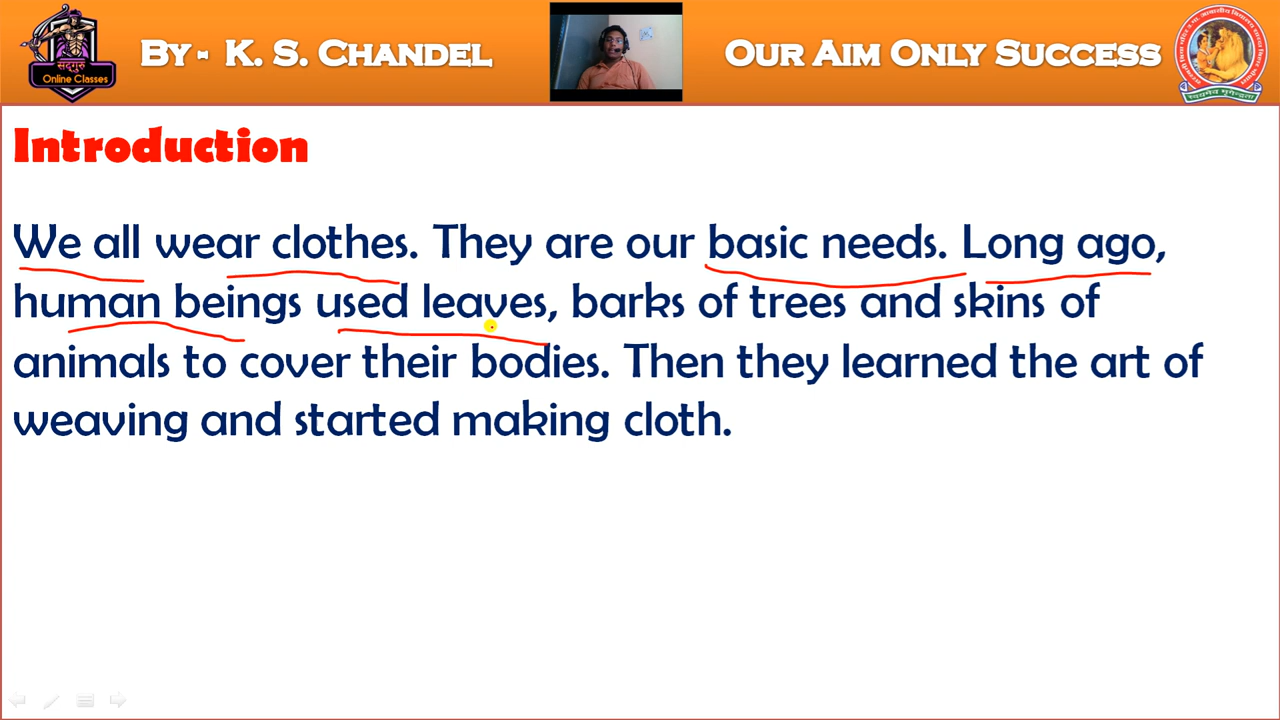 सद्गुरु
Online Classes
BY - K. S. CHANDEL
OUR AIM ONLY SUCCESS
Introduction
We all wear clothes. They are our basic needs. Long ago,
human beings used leaves, barks of trees and skins of
animals to cover their bodies. Then they learned the art of
weaving and started making cloth.